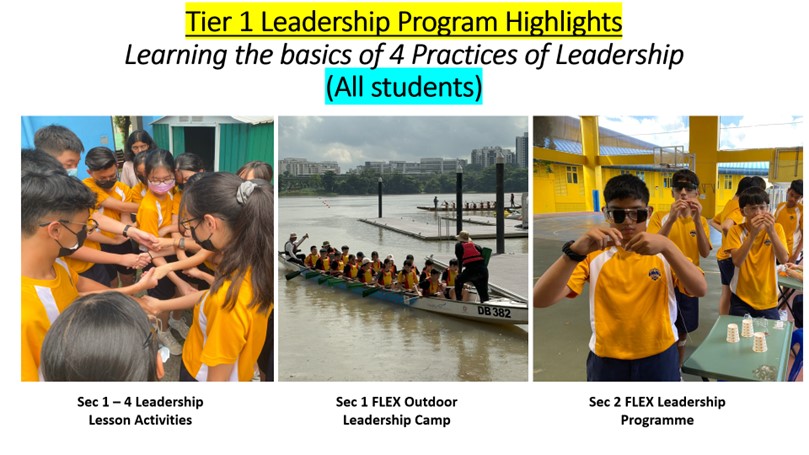 Tier 1 Leadership Program Highlights
Learning the basics of 4 Practices of Leadership
(All students)
DB 382
Sec 1 – 4 Leadership
Lesson Activities
Sec 1 FLEX Outdoor
Leadership Camp
Sec 2 FLEX Leadership
Programme